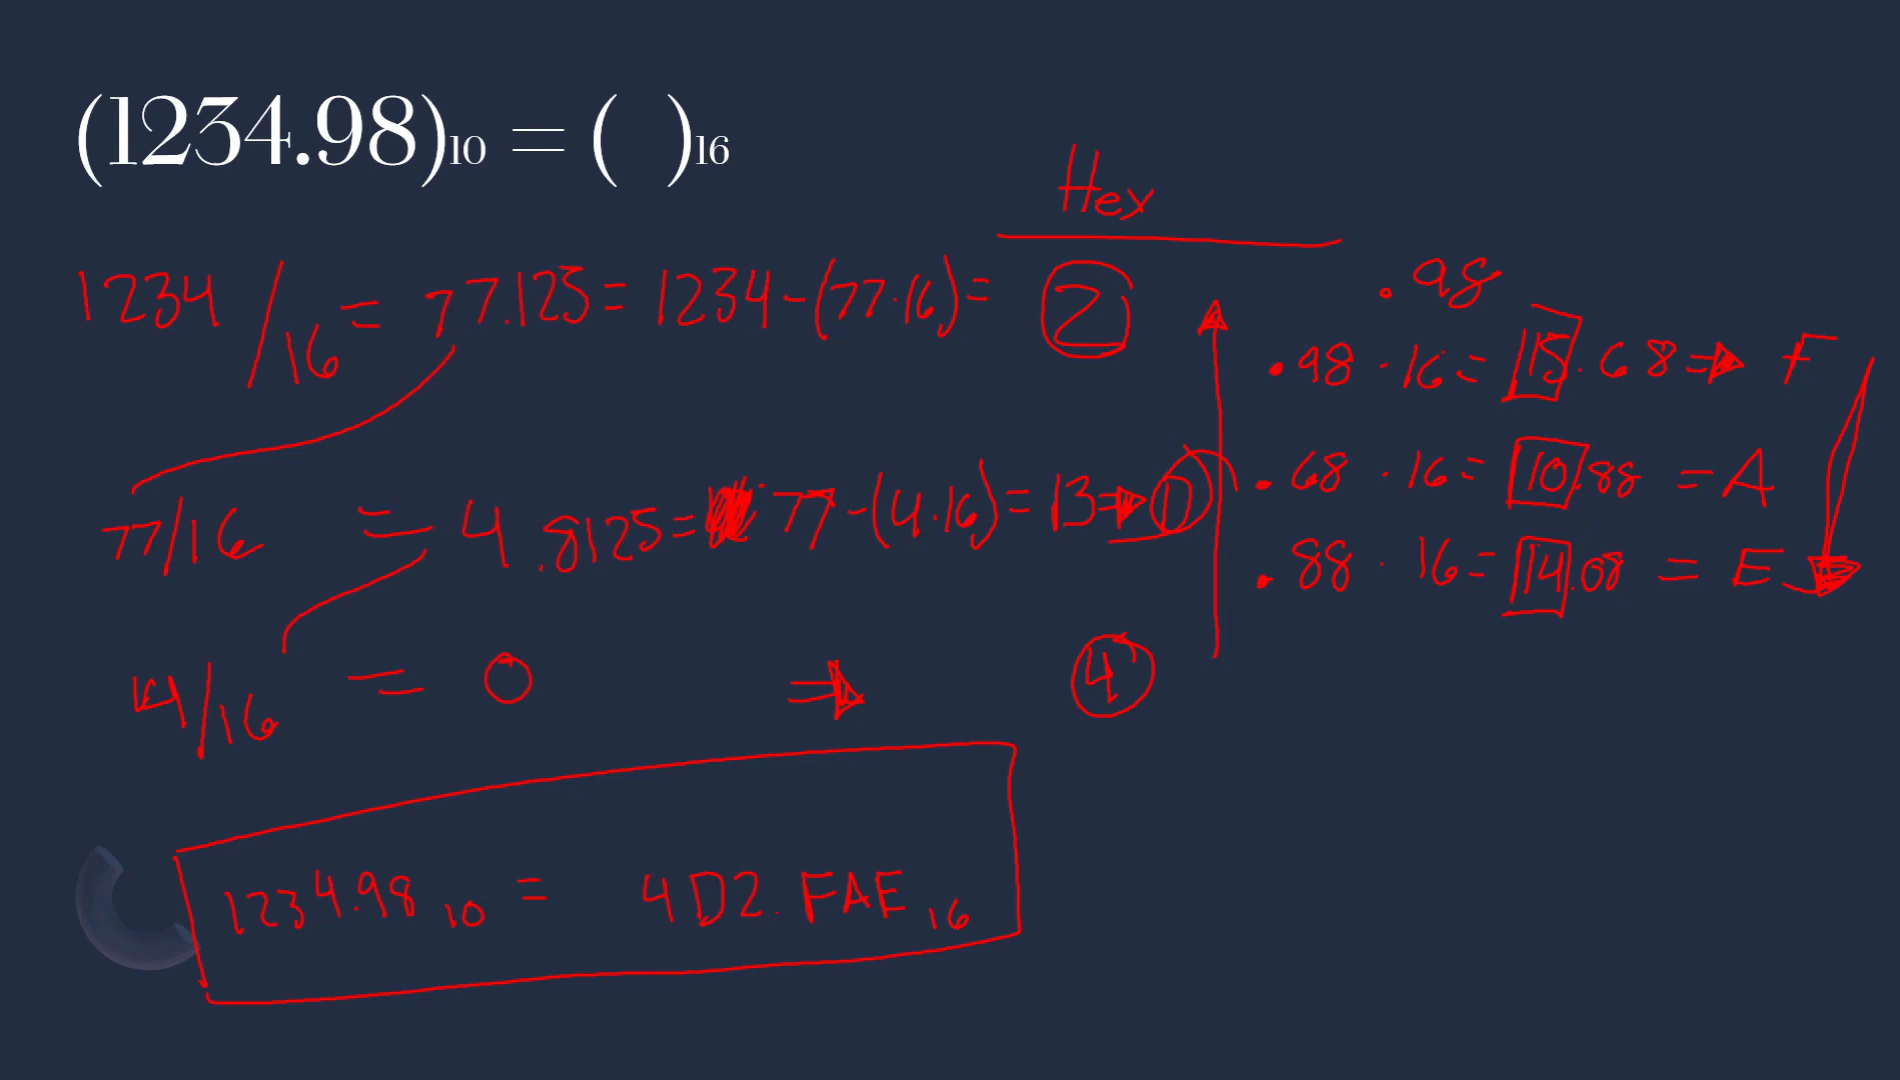 (1234.98)10 = ( )16
Hex
1234/16 = 77.125 = 1234 - (77·16) = 2
77/16 = 4.8125 = 77 - (4·16) = 13 ⇒ D
4/16 = 0 ⇒ 4
.98
.98 · 16 = 15.68 ⇒ F
.68 · 16 = 10.88 = A
.88 · 16 = 14.08 = E
1234.98 10 = 4D2.FAE 16